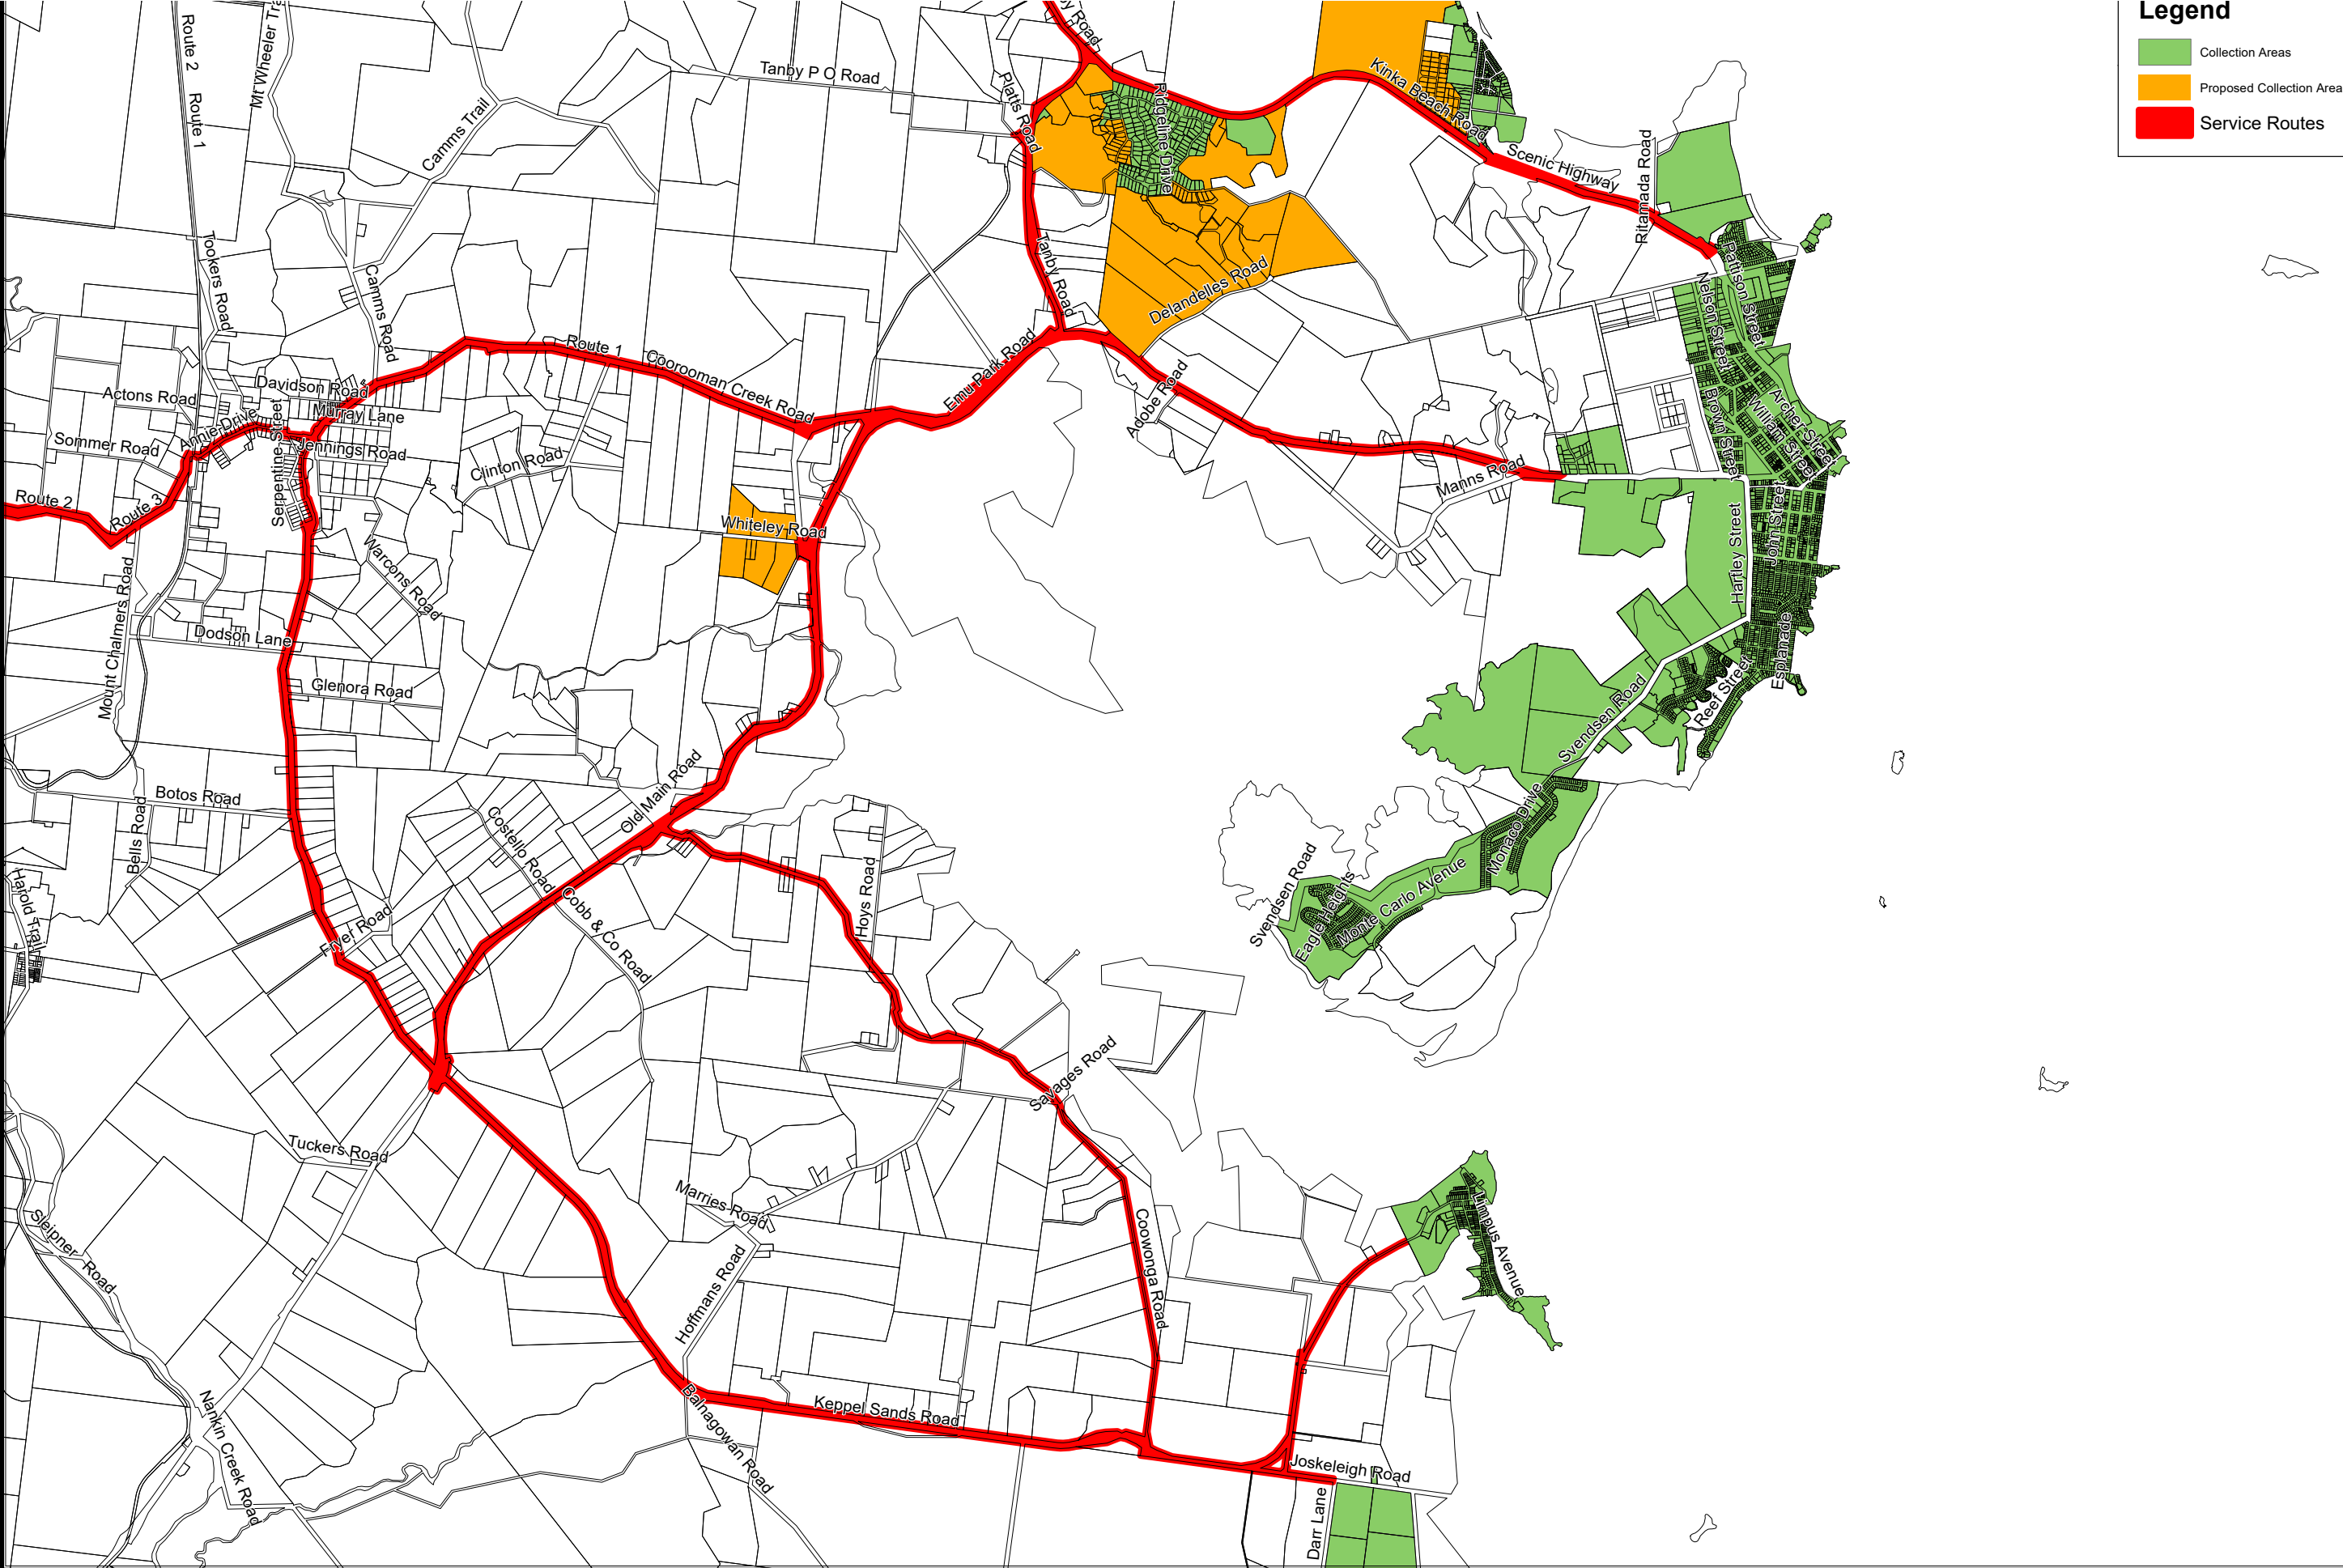 Legend
Collection Areas
Proposed Collection Area
Service Routes
Route 2
Route 1
Mt Wheeler Tra
y Road
Tanby P O Road
Platts Road
Camms Trail
Ridgeline Drive
Kinka Beach Road
Scenic Highway
Ritamada Road
Tookers Road
Camms Road
Tanby Road
Delandelles Road
Pattison Street
Nelson Street
Route 1
Coorooman Creek Road
Emu Park Road
Adobe Road
Actons Road
Davidson Road
Murray Lane
Annie Drive
Serpentine Street
Sommer Road
Jennings Road
Clinton Road
Archer Street
William Street
Brown Street
Manns Road
Route 2
Route 3
Whiteley Road
Hartley Street
John Street
Warcons Road
Mount Chalmers Road
Dodson Lane
Glenora Road
Esplanade
Reef Street
Svendsen Road
Old Main Road
Botos Road
Bells Road
Costello Road
Monaco Drive
Harold Trail
Fryer Road
Cobb & Co Road
Hoys Road
Svendsen Road
Eagle Heights
Monte Carlo Avenue
Savages Road
Tuckers Road
Marries Road
Sleipner Road
Hoffmans Road
Coowonga Road
Limpus Avenue
Nankin Creek Road
Balnagowan Road
Keppel Sands Road
Joskeleigh Road
Darr Lane